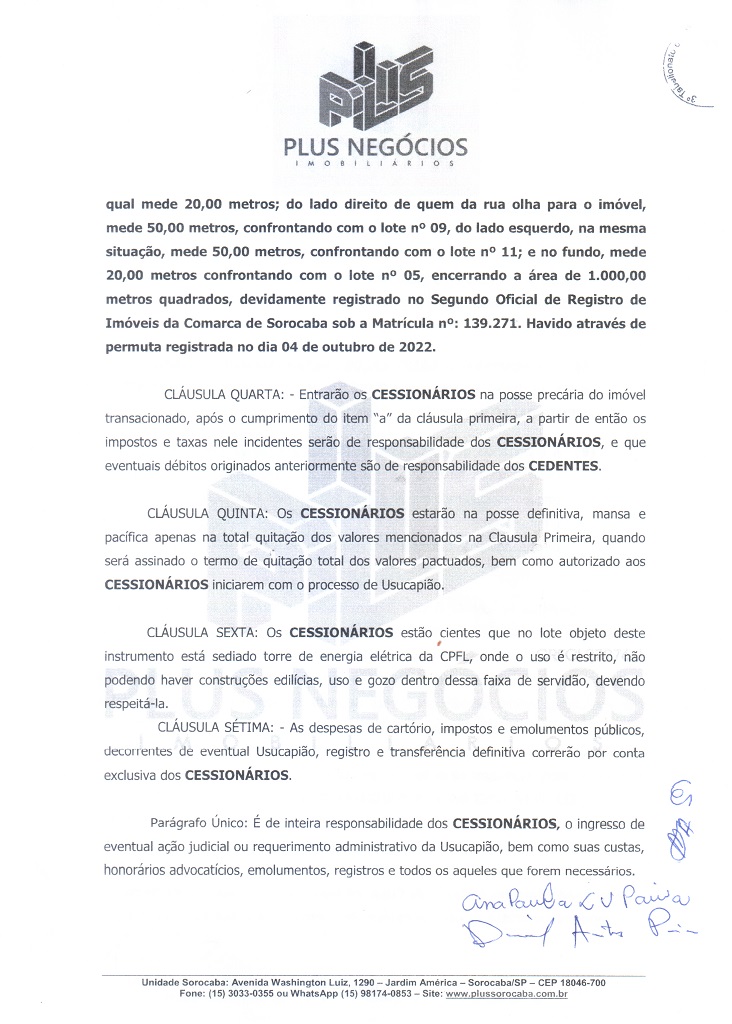 PLUS
PLUS NEGÓCIOS
IMOBILIÁRIOS
3º Tabelionato
qual mede 20,00 metros; do lado direito de quem da rua olha para o imóvel,
mede 50,00 metros, confrontando com o lote nº 09, do lado esquerdo, na mesma
situação, mede 50,00 metros, confrontando com o lote nº 11; e no fundo, mede
20,00 metros confrontando com o lote nº 05, encerrando a área de 1.000,00
metros quadrados, devidamente registrado no Segundo Oficial de Registro de
Imóveis da Comarca de Sorocaba sob a Matrícula nº: 139.271. Havido através de
permuta registrada no dia 04 de outubro de 2022.
CLÁUSULA QUARTA: - Entrarão os CESSIONÁRIOS na posse precária do imóvel
transacionado, após o cumprimento do item "a" da cláusula primeira, a partir de então os
impostos e taxas nele incidentes serão de responsabilidade dos CESSIONÁRIOS, e que
eventuais débitos originados anteriormente são de responsabilidade dos CEDENTES.
CLÁUSULA QUINTA: Os CESSIONÁRIOS estarão na posse definitiva, mansa e
pacífica apenas na total quitação dos valores mencionados na Clausula Primeira, quando
será assinado o termo de quitação total dos valores pactuados, bem como autorizado aos
CESSIONÁRIOS iniciarem com o processo de Usucapião.
CLÁUSULA SEXTA: Os CESSIONÁRIOS estão cientes que no lote objeto deste
instrumento está sediado torre de energia elétrica da CPFL, onde o uso é restrito, não
podendo haver construções edilícias, uso e gozo dentro dessa faixa de servidão, devendo
respeitá-la.
CLÁUSULA SÉTIMA: - As despesas de cartório, impostos e emolumentos públicos,
decorrentes de eventual Usucapião, registro e transferência definitiva correrão por conta
exclusiva dos CESSIONÁRIOS.
Parágrafo Único: É de inteira responsabilidade dos CESSIONÁRIOS, o ingresso de
eventual ação judicial ou requerimento administrativo da Usucapião, bem como suas custas,
honorários advocatícios, emolumentos, registros e todos os aqueles que forem necessários.
Ana Paula L V Paiva
Unidade Sorocaba: Avenida Washington Luiz, 1290 – Jardim América – Sorocaba/SP – CEP 18046-700
Fone: (15) 3033-0355 ou WhatsApp (15) 98174-0853 – Site: www.plussorocaba.com.br